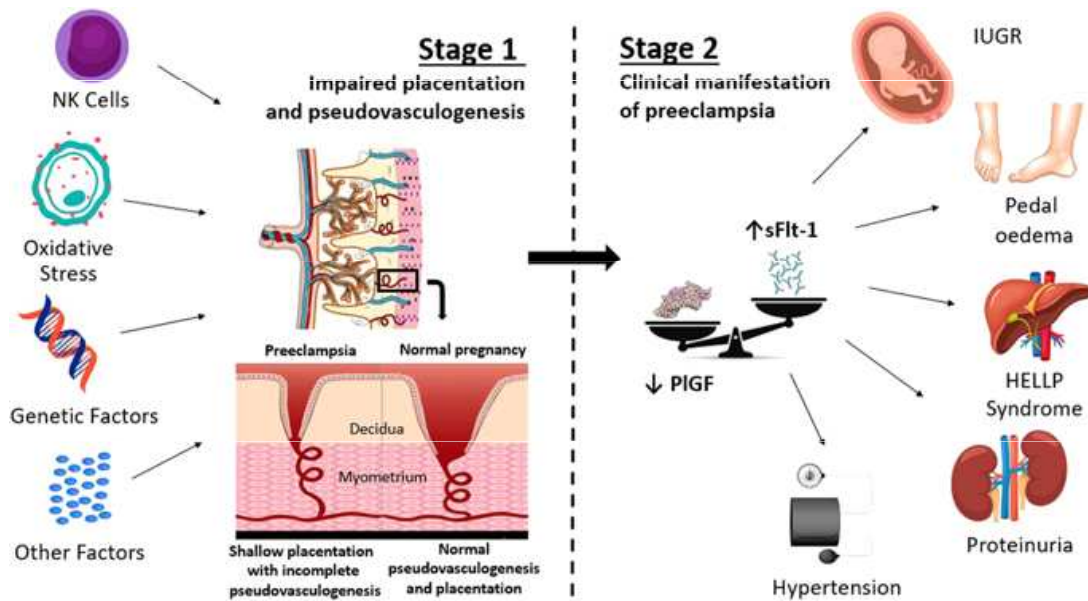 NK Cells
Oxidative
Stress
Genetic Factors
Other Factors
Stage 1
Impaired placentation
and pseudovasculogenesis
Preeclampsia
Normal pregnancy
Decidua
Myometrium
Shallow placentation
with incomplete
pseudovasculogenesis
Normal
pseudovasculogenesis
and placentation
Stage 2
Clinical manifestation
of preeclampsia
↑sFlt-1
↓ PlGF
IUGR
Pedal
oedema
HELLP
Syndrome
Proteinuria
Hypertension